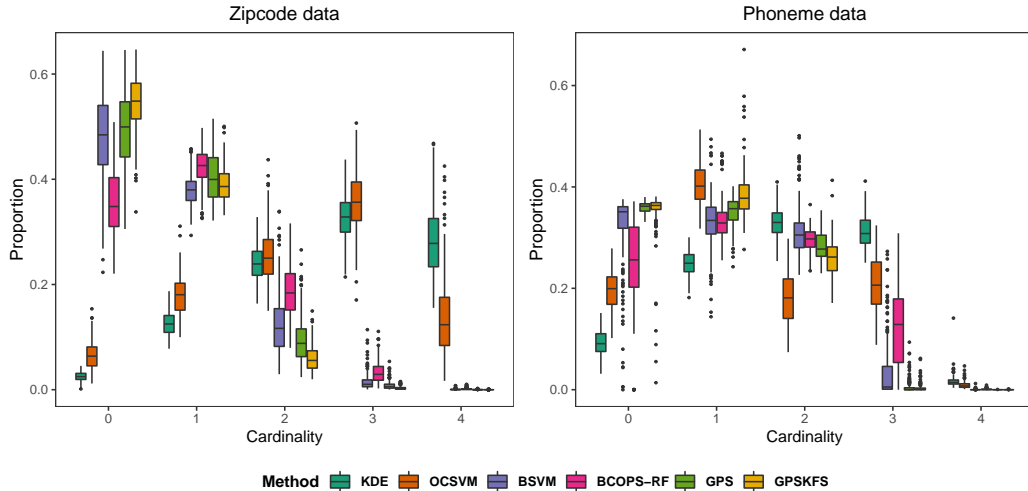 Zipcode data
Phoneme data
Proportion
0.6
0.4
0.2
0.0
0 1 2 3 4
Cardinality
Proportion
0.6
0.4
0.2
0.0
0 1 2 3 4
Cardinality
Method KDE OCSVM BSVM BCOPS−RF GPS GPSKFS